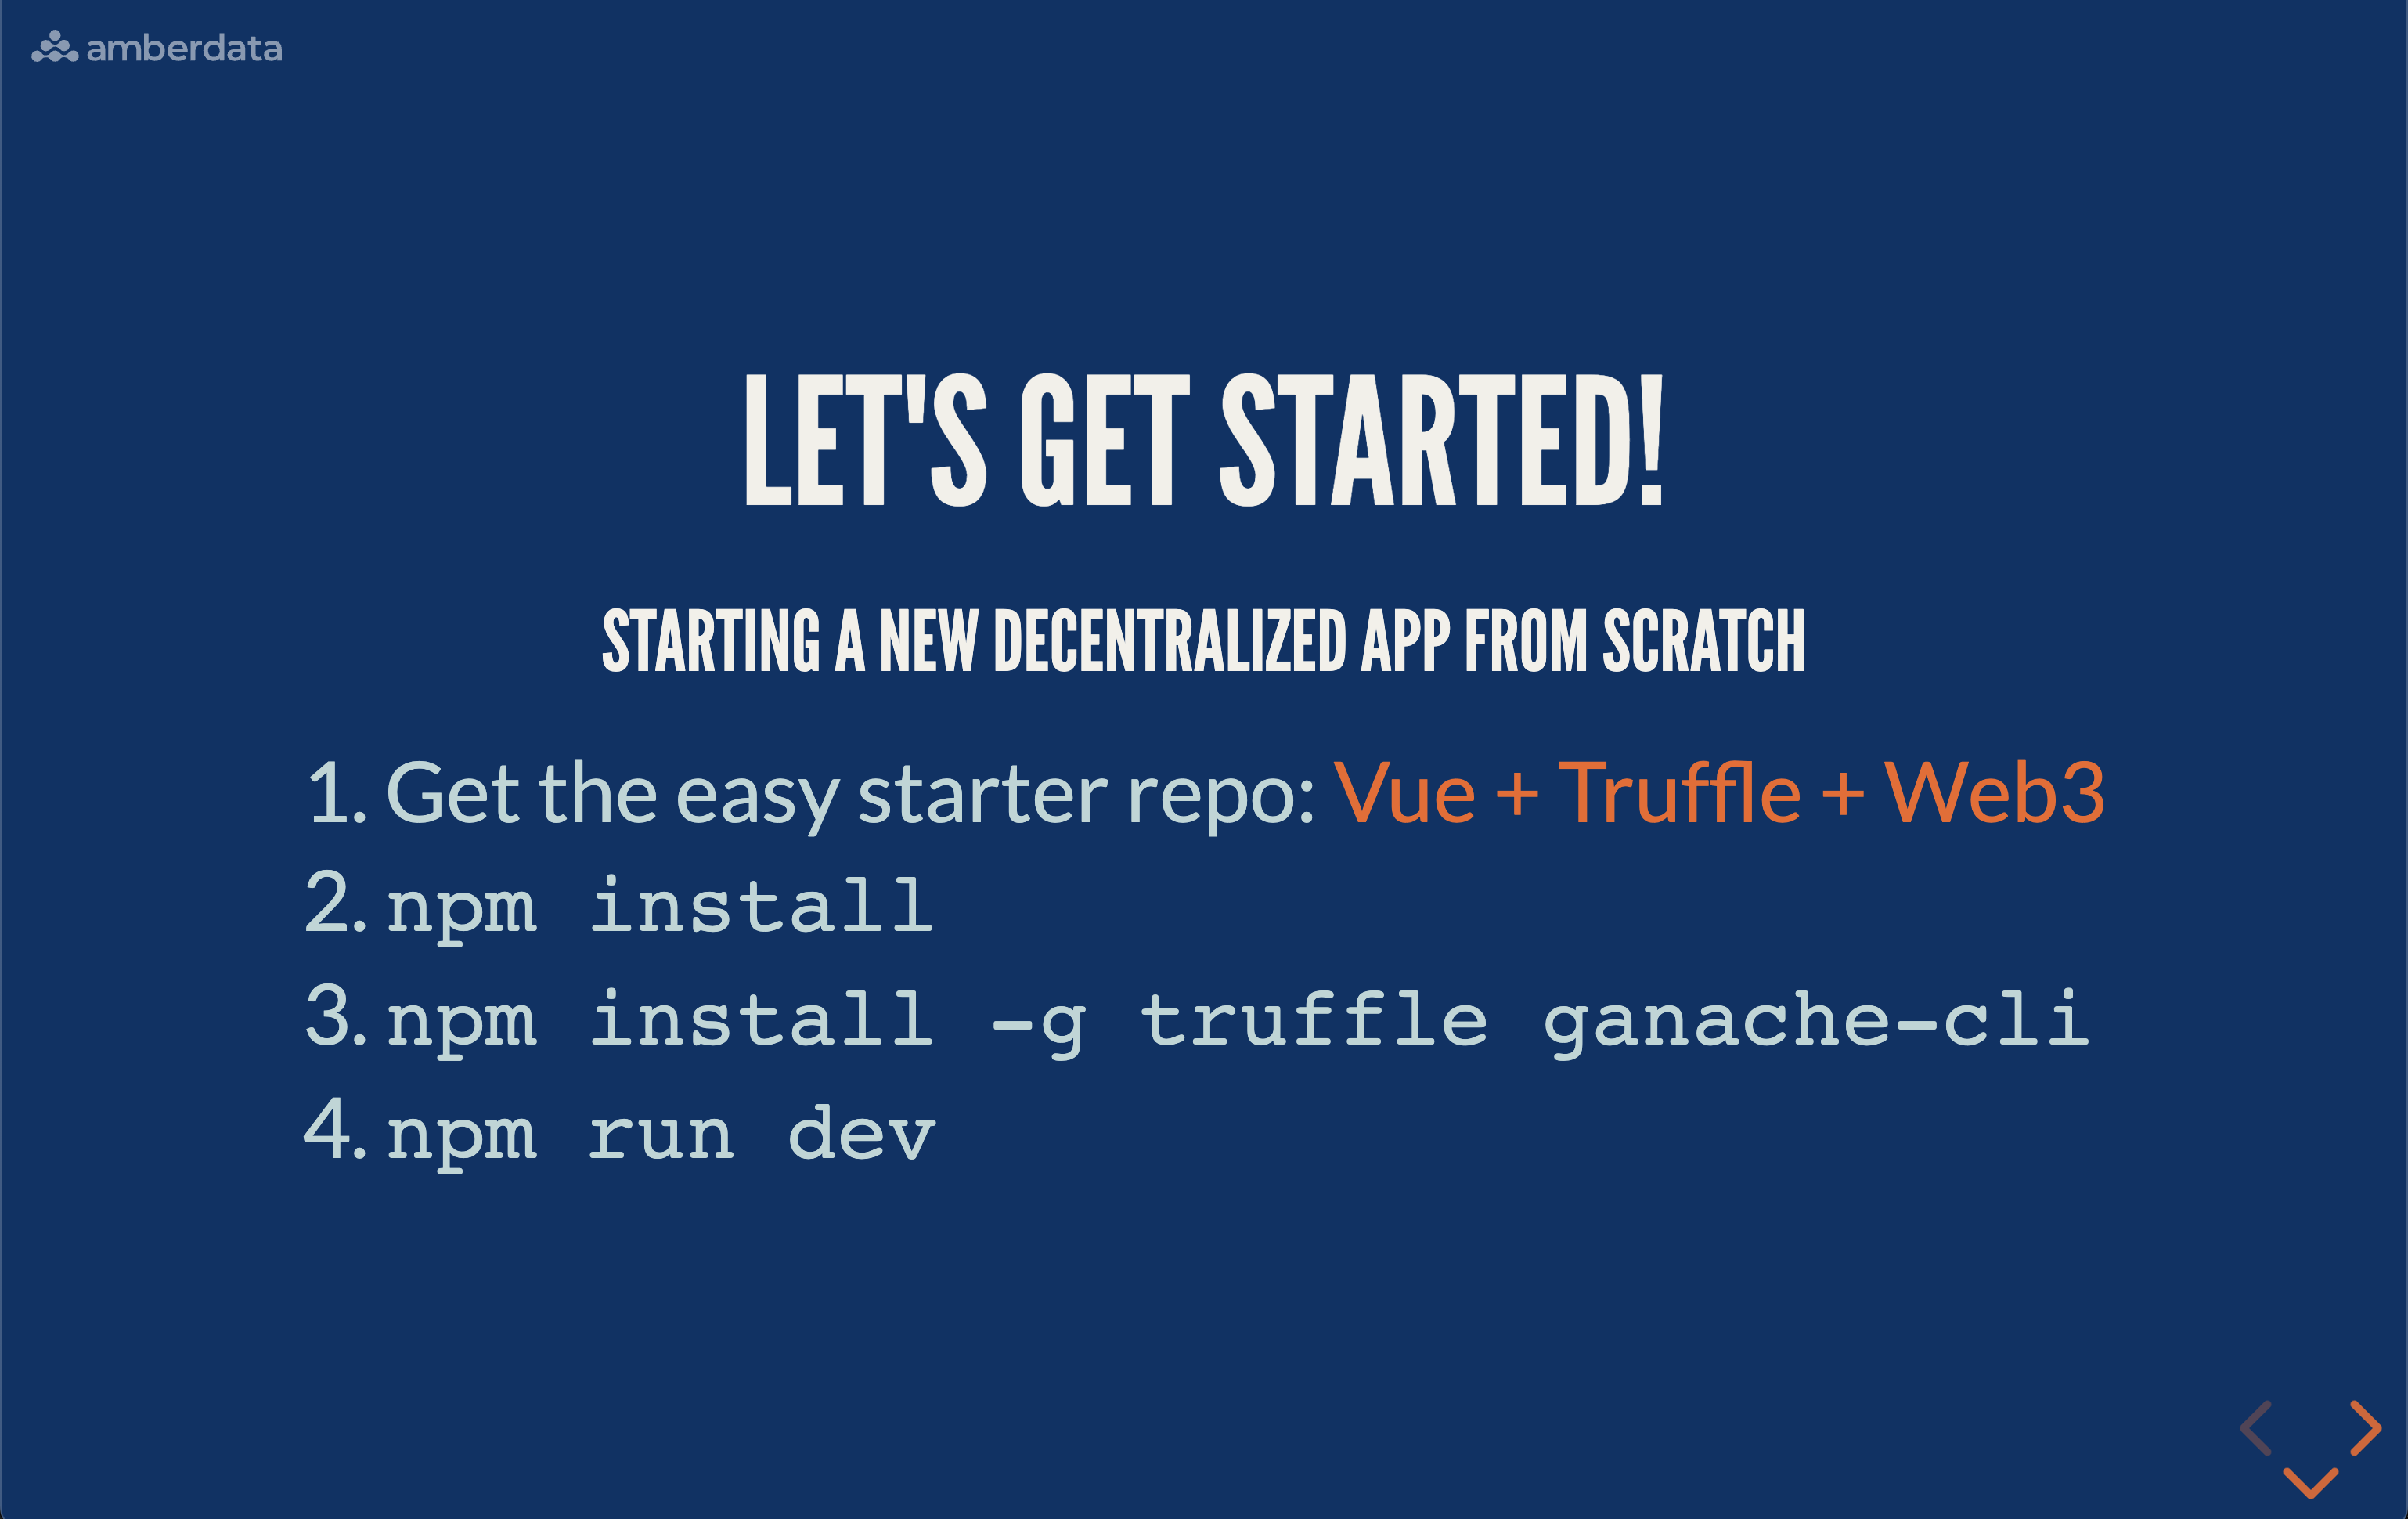 amberdata
LET'S GET STARTED!
STARTING A NEW DECENTRALIZED APP FROM SCRATCH
1. Get the easy starter repo: Vue + Truffle + Web3
2. npm install
3. npm install -g truffle ganache-cli
4. npm run dev